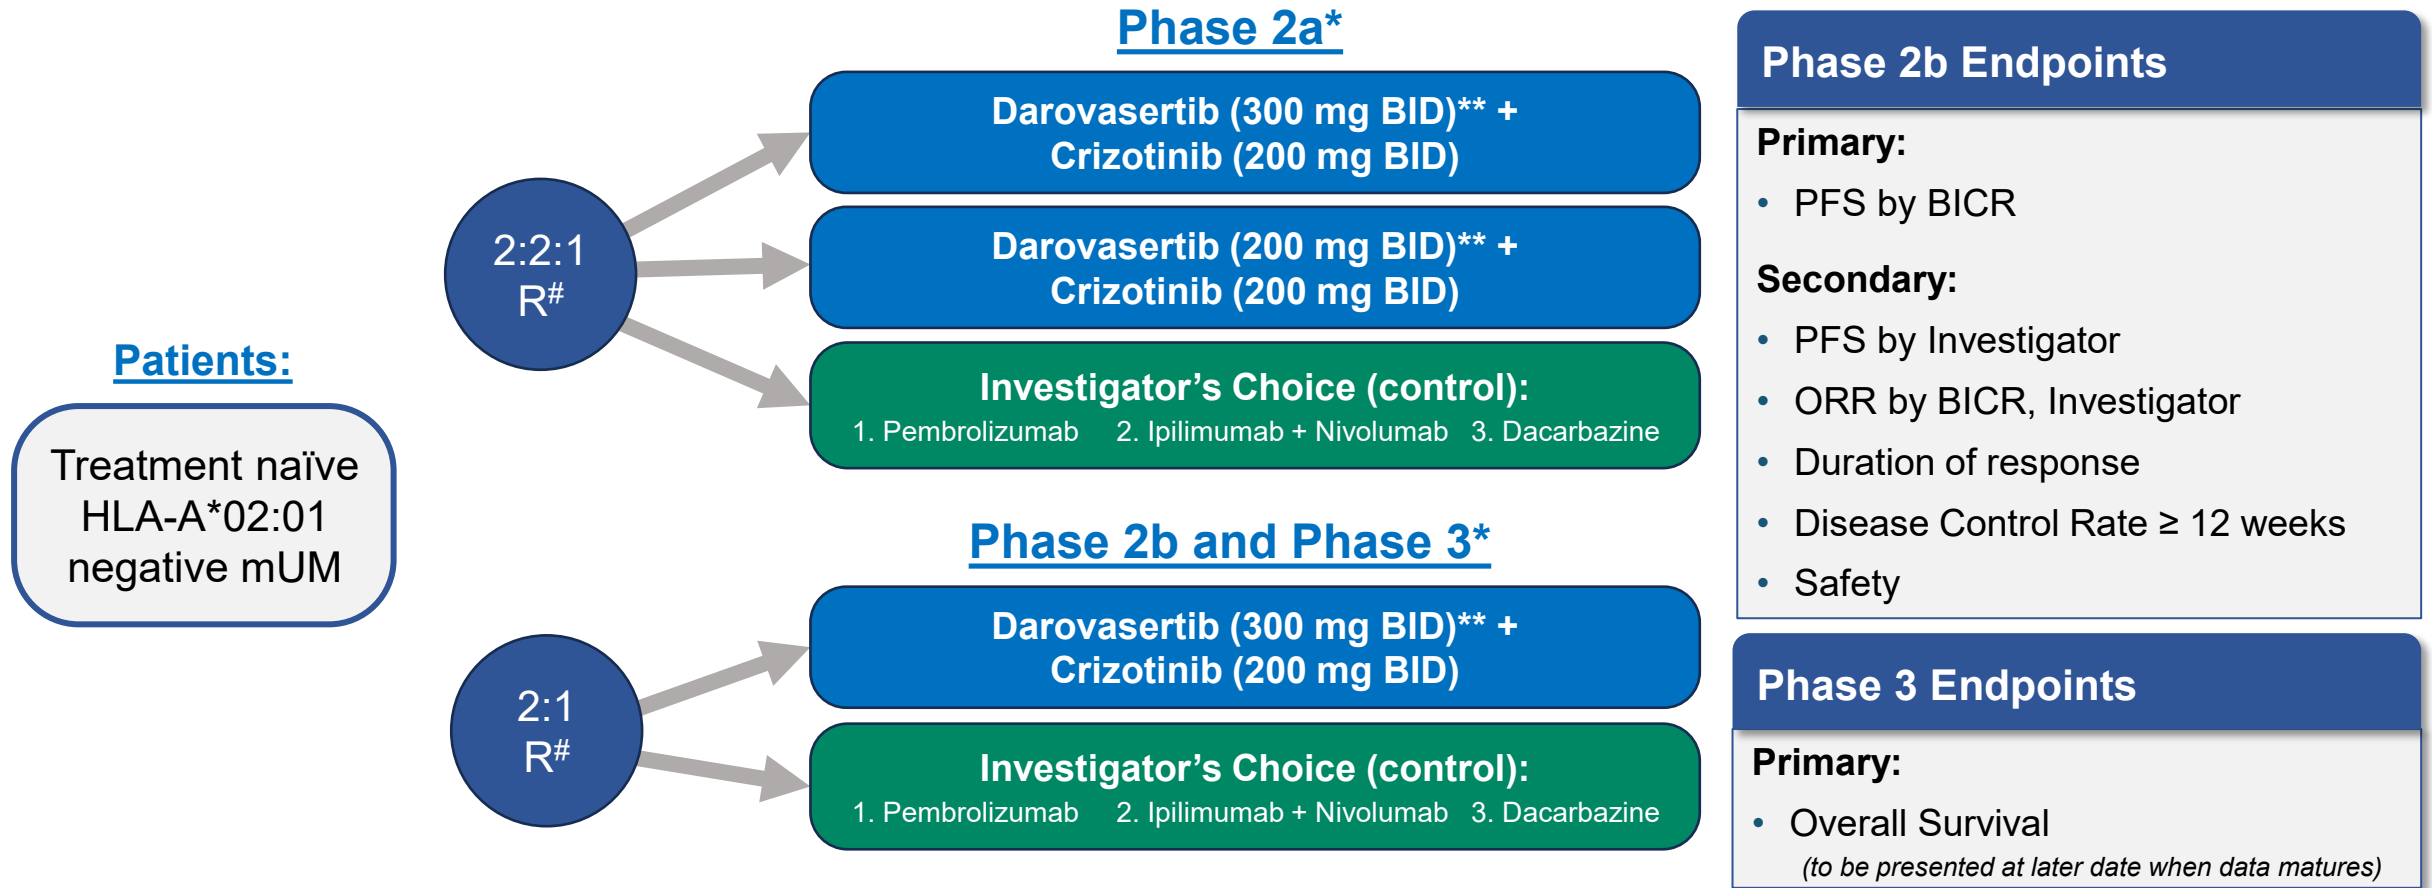 Patients:
Treatment naïve
HLA-A*02:01
negative mUM
2:2:1
R#
Phase 2a*
Darovasertib (300 mg BID)** +
Crizotinib (200 mg BID)
Darovasertib (200 mg BID)** +
Crizotinib (200 mg BID)
Investigator’s Choice (control):
1. Pembrolizumab 2. Ipilimumab + Nivolumab 3. Dacarbazine
2:1
R#
Phase 2b and Phase 3*
Darovasertib (300 mg BID)** +
Crizotinib (200 mg BID)
Investigator’s Choice (control):
1. Pembrolizumab 2. Ipilimumab + Nivolumab 3. Dacarbazine
Phase 2b Endpoints
Primary:
• PFS by BICR
Secondary:
• PFS by Investigator
• ORR by BICR, Investigator
• Duration of response
• Disease Control Rate ≥ 12 weeks
• Safety
Phase 3 Endpoints
Primary:
• Overall Survival
(to be presented at later date when data matures)